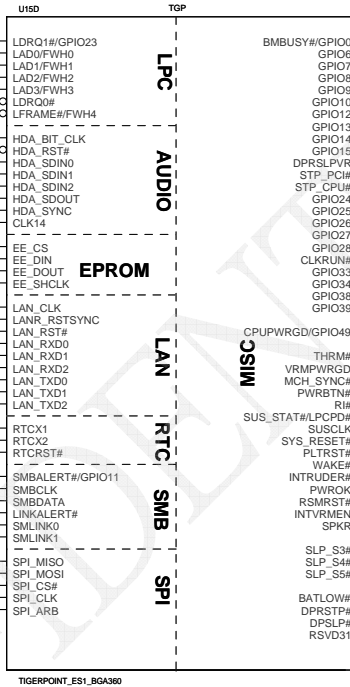 U15D
TGP
LDRQ1#/GPIO23
LAD0/FWH0
LAD1/FWH1
LAD2/FWH2
LAD3/FWH3
LDRQ0#
LFRAME#/FWH4
LPC
HDA_BIT_CLK
HDA_RST#
HDA_SDIN0
HDA_SDIN1
HDA_SDIN2
HDA_SDOUT
HDA_SYNC
CLK14
AUDIO
EE_CS
EE_DIN
EE_DOUT
EE_SHCLK
EPROM
LAN_CLK
LANR_RSTSYNC
LAN_RST#
LAN_RXD0
LAN_RXD1
LAN_RXD2
LAN_TXD0
LAN_TXD1
LAN_TXD2
LAN
RTCX1
RTCX2
RTCRST#
RTC
SMBALERT#/GPIO11
SMBCLK
SMBDATA
LINKALERT#
SMLINK0
SMLINK1
SMB
SPI_MISO
SPI_MOSI
SPI_CS#
SPI_CLK
SPI_ARB
SPI
BMBUSY#/GPIO0
GPIO6
GPIO7
GPIO8
GPIO9
GPIO10
GPIO12
GPIO13
GPIO14
GPIO15
DPRSLPVR
STP_PCI#
STP_CPU#
GPIO24
GPIO25
GPIO26
GPIO27
GPIO28
CLKRUN#
GPIO33
GPIO34
GPIO38
GPIO39
CPUPWRGD/GPIO49
MISC
THRM#
VRMPWRGD
MCH_SYNC#
PWRBTN#
RI#
SUS_STAT#/LPCPD#
SUSCLK
SYS_RESET#
PLTRST#
WAKE#
INTRUDER#
PWROK
RSMRST#
INTVRMEN
SPKR
SLP_S3#
SLP_S4#
SLP_S5#
BATLOW#
DPRSTP#
DPSLP#
RSVD31
TIGERPOINT_ES1_BGA360